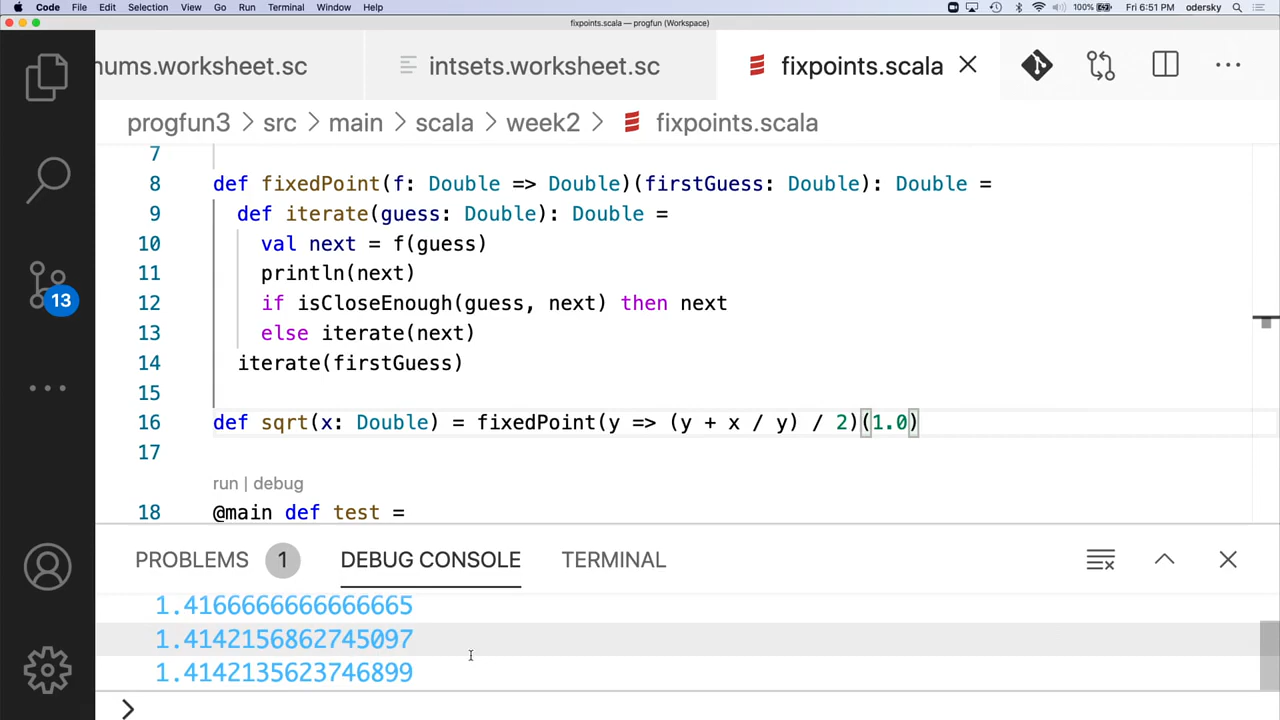 Code File Edit Selection View Go Run Terminal Window Help 100% Fri 6:51 PM odersky
fixpoints.scala — progfun (Workspace)
nums.worksheet.sc intsets.worksheet.sc fixpoints.scala
progfun3 > src > main > scala > week2 > fixpoints.scala
7
8 def fixedPoint(f: Double => Double)(firstGuess: Double): Double =
9 def iterate(guess: Double): Double =
10 val next = f(guess)
11 println(next)
12 if isCloseEnough(guess, next) then next
13 else iterate(next)
14 iterate(firstGuess)
15
16 def sqrt(x: Double) = fixedPoint(y => (y + x / y) / 2)(1.0)
17
run | debug
18 @main def test =
13
PROBLEMS 1 DEBUG CONSOLE TERMINAL
1.4166666666666665
1.4142156862745097
1.4142135623746899
>